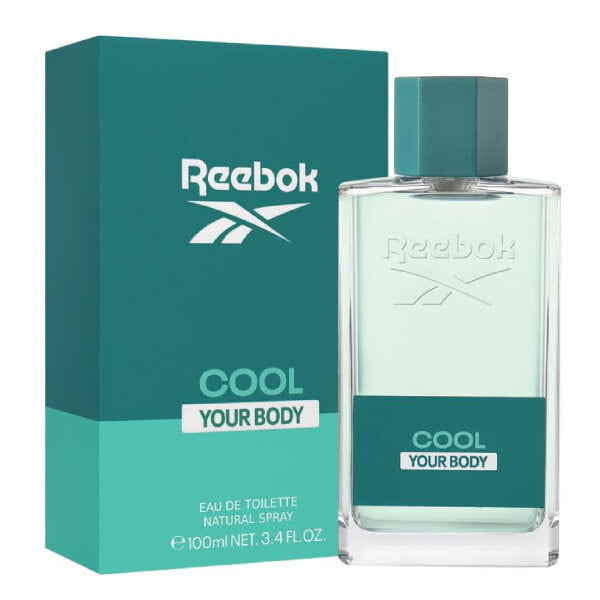 Reebok
COOL
YOUR BODY
EAU DE TOILETTE
NATURAL SPRAY
℮100ml NET. 3.4 FL.OZ.
Reebok
COOL
YOUR BODY